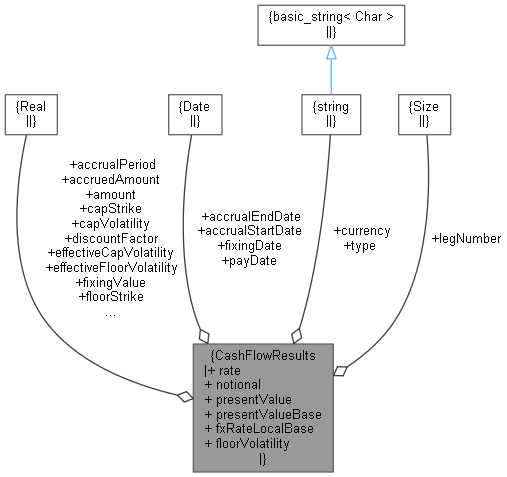 {basic_string< Char >
||}
{Real
||}
{Date
||}
{string
||}
{Size
||}
+accrualPeriod
+accruedAmount
+amount
+capStrike
+capVolatility
+discountFactor
+effectiveCapVolatility
+effectiveFloorVolatility
+fixingValue
+floorStrike
...
+accrualEndDate
+accrualStartDate
+fixingDate
+payDate
+currency
+type
+legNumber
{CashFlowResults
|+ rate
+ notional
+ presentValue
+ presentValueBase
+ fxRateLocalBase
+ floorVolatility
|}